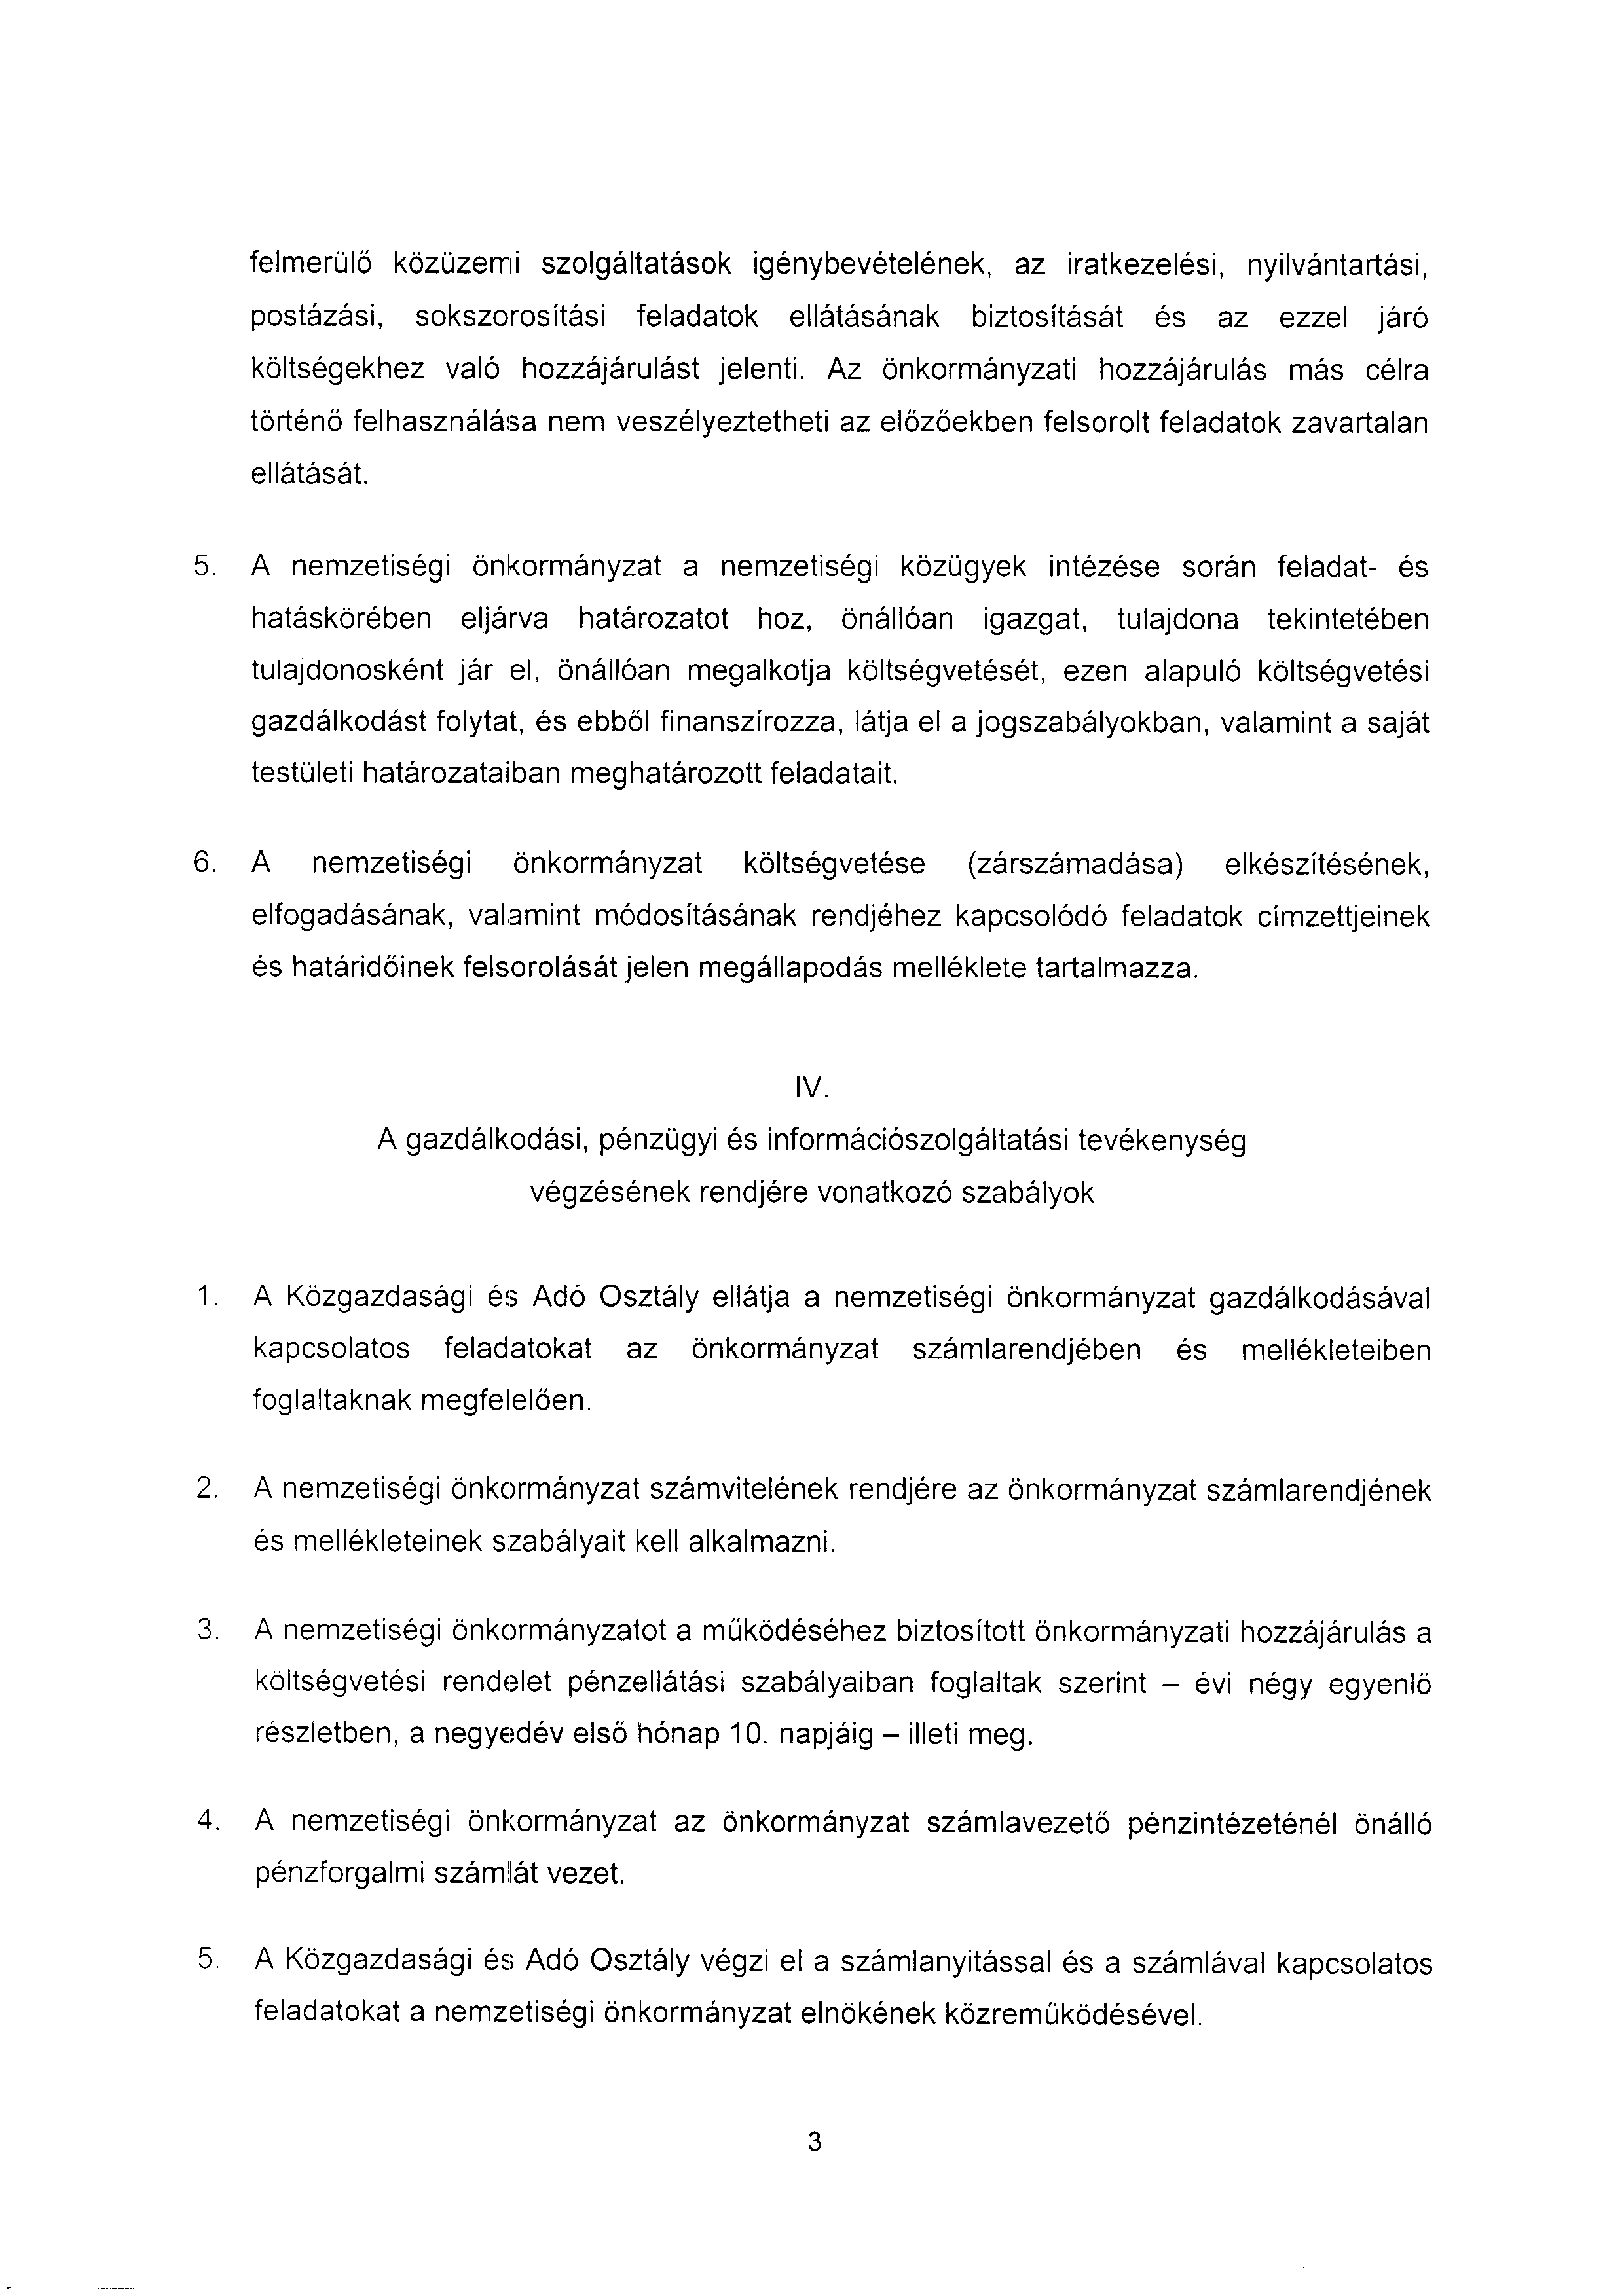 felmerülő közüzemi szolgáltatások igénybevételének, az iratkezelési, nyilvántartási,
postázási, sokszorosítási feladatok ellátásának biztosítását és az ezzel járó
költségekhez való hozzájárulást jelenti. Az önkormányzati hozzájárulás más célra
történő felhasználása nem veszélyeztetheti az előzőekben felsorolt feladatok zavartalan
ellátását.
5. A nemzetiségi önkormányzat a nemzetiségi közügyek intézése során feladat- és
hatáskörében eljárva határozatot hoz, önállóan igazgat, tulajdona tekintetében
tulajdonosként jár el, önállóan megalkotja költségvetését, ezen alapuló költségvetési
gazdálkodást folytat, és ebből finanszírozza, látja el a jogszabályokban, valamint a saját
testületi határozataiban meghatározott feladatait.
6. A nemzetiségi önkormányzat költségvetése (zárszámadása) elkészítésének,
elfogadásának, valamint módosításának rendjéhez kapcsolódó feladatok címzettjeinek
és határidőinek felsorolását jelen megállapodás melléklete tartalmazza.
IV.
A gazdálkodási, pénzügyi és információszolgáltatási tevékenység
végzésének rendjére vonatkozó szabályok
1. A Közgazdasági és Adó Osztály ellátja a nemzetiségi önkormányzat gazdálkodásával
kapcsolatos feladatokat az önkormányzat számlarendjében és mellékleteiben
foglaltaknak megfelelően.
2. A nemzetiségi önkormányzat számvitelének rendjére az önkormányzat számlarendjének
és mellékleteinek szabályait kell alkalmazni.
3. A nemzetiségi önkormányzatot a működéséhez biztosított önkormányzati hozzájárulás a
költségvetési rendelet pénzellátási szabályaiban foglaltak szerint – évi négy egyenlő
részletben, a negyedév első hónap 10. napjáig – illeti meg.
4. A nemzetiségi önkormányzat az önkormányzat számlavezető pénzintézeténél önálló
pénzforgalmi számlát vezet.
5. A Közgazdasági és Adó Osztály végzi el a számlanyitással és a számlával kapcsolatos
feladatokat a nemzetiségi önkormányzat elnökének közreműködésével.
3